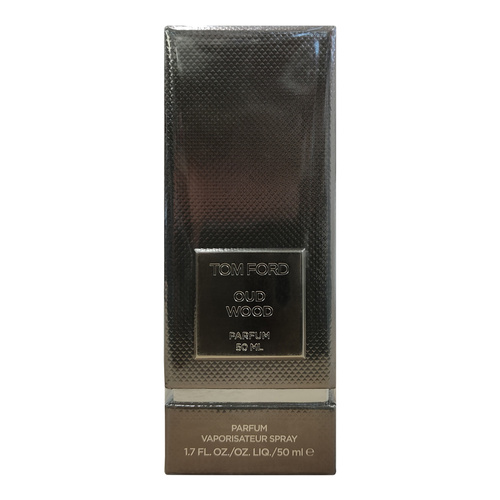 TOM FORD
OUD
WOOD
PARFUM
50 ML
PARFUM
VAPORISATEUR SPRAY
1.7 FL. OZ./OZ. LIQ./50 ml ℮